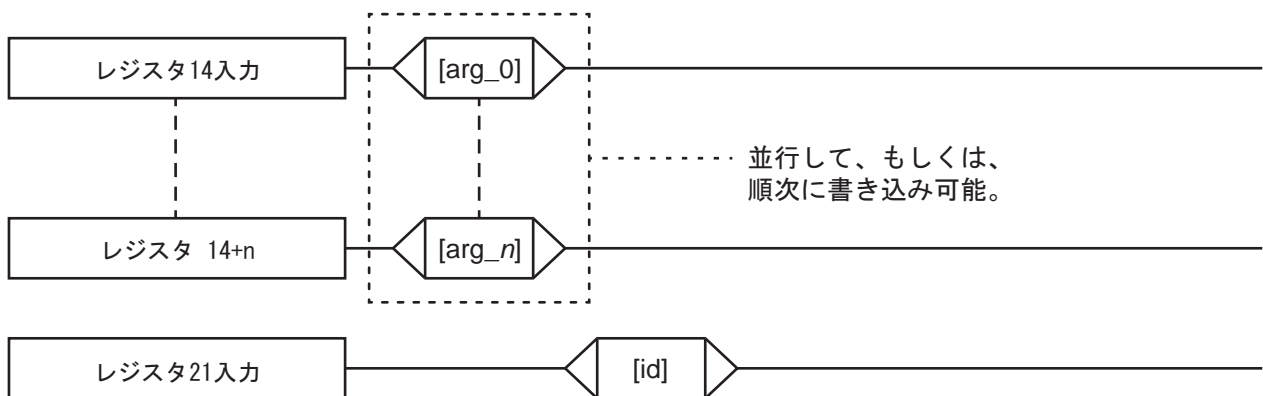 レジスタ14入力
[arg_0]
並行して、もしくは、
順次に書き込み可能。
レジスタ 14+n
[arg_n]
レジスタ21入力
[id]